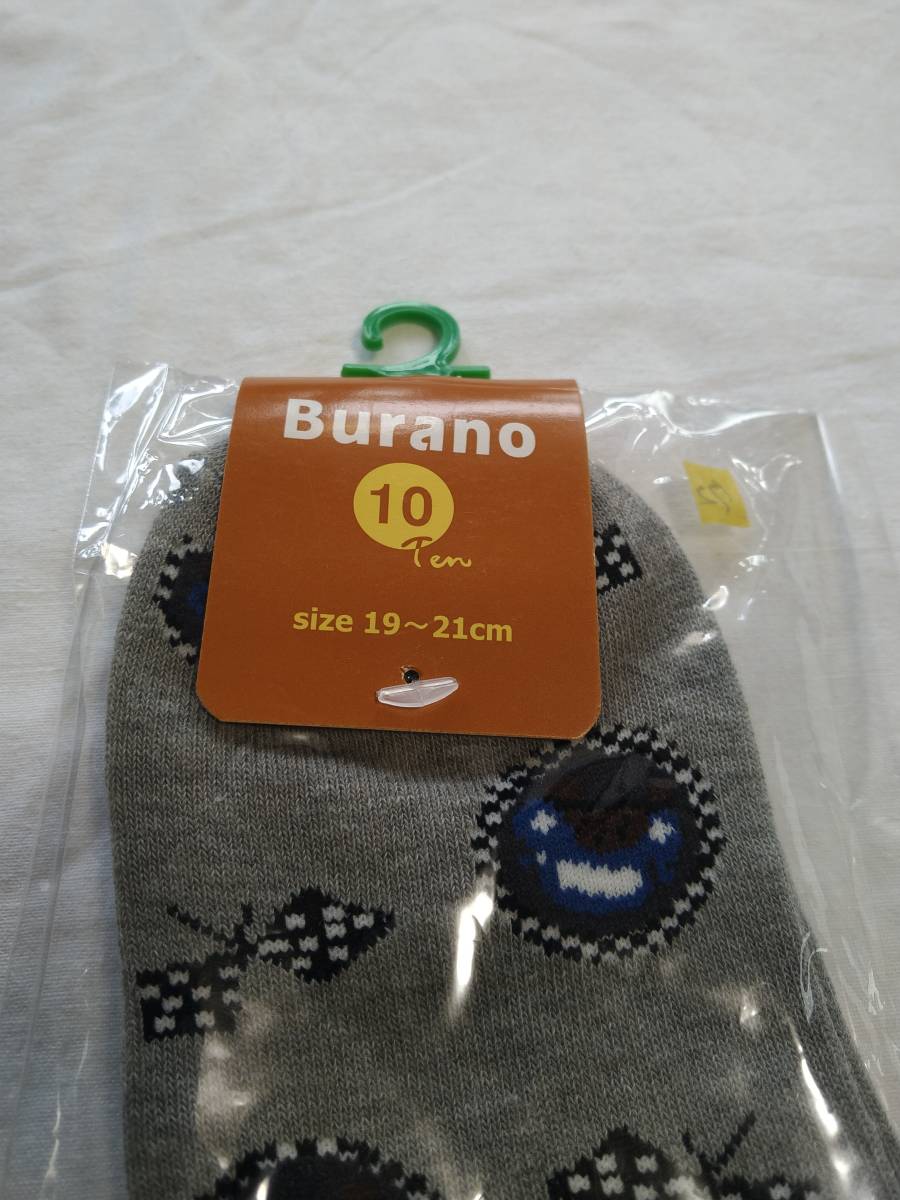 Burano
10
Ten
size 19～21cm